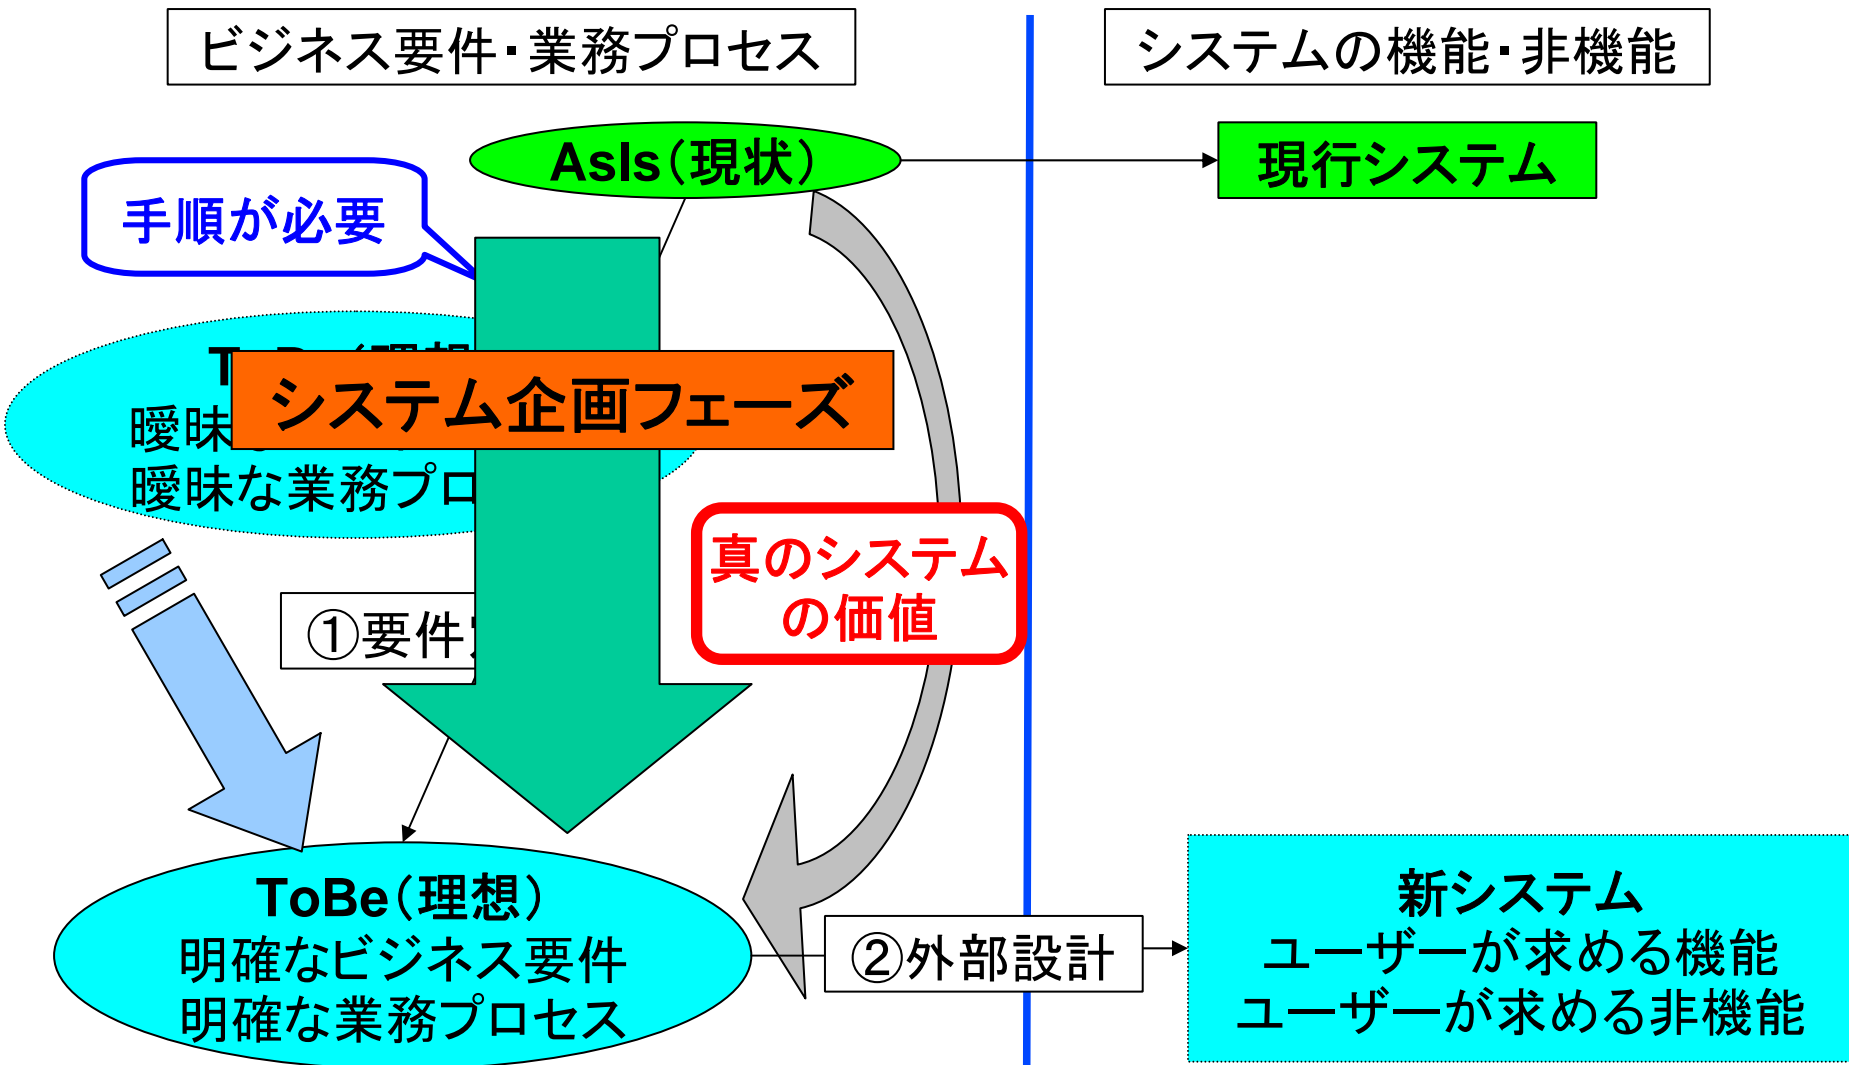 ビジネス要件・業務プロセス
システムの機能・非機能
AsIs（現状）
現行システム
手順が必要
システム企画フェーズ
曖昧
曖昧な業務プロ
真のシステム
の価値
①要件
ToBe（理想）
明確なビジネス要件
明確な業務プロセス
②外部設計
新システム
ユーザーが求める機能
ユーザーが求める非機能